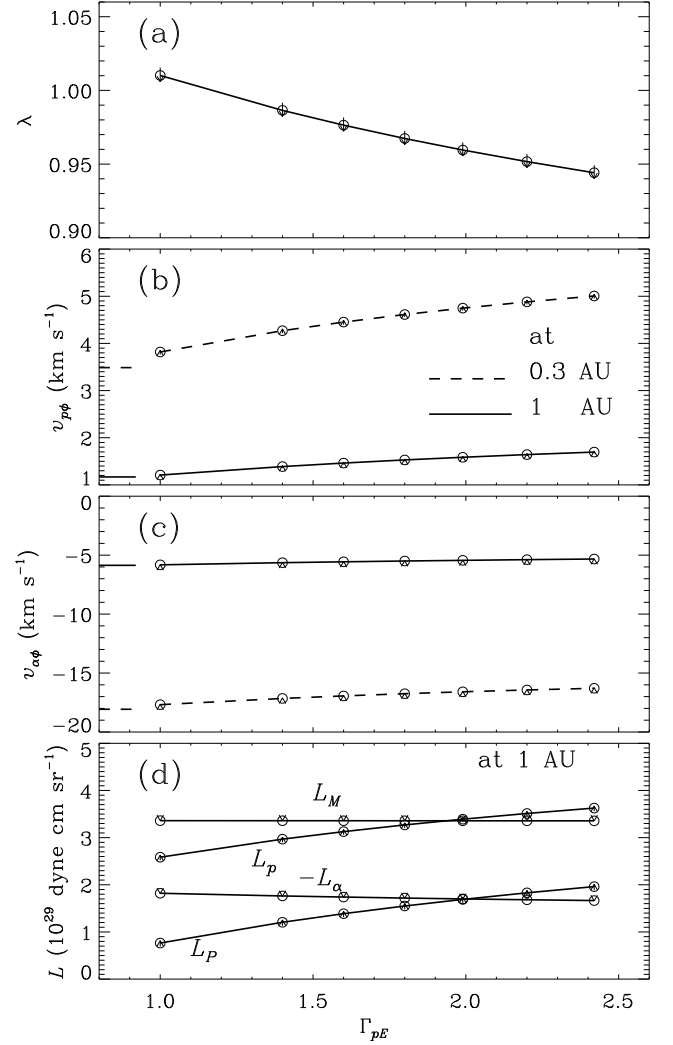 1.05
(a)
1.00
λ
0.95
0.90
6
(b)
5
at
4
0.3 AU
v_pϕ (km s⁻¹)
3
1 AU
2
1
0
(c)
−5
v_αϕ (km s⁻¹)
−10
−15
−20
5
at 1 AU
(d)
4
L_M
3
L_p
−L_α
L (10²⁹ dyne cm sr⁻¹)
2
1
L_P
0
1.0 1.5 2.0 2.5
Γ_pE